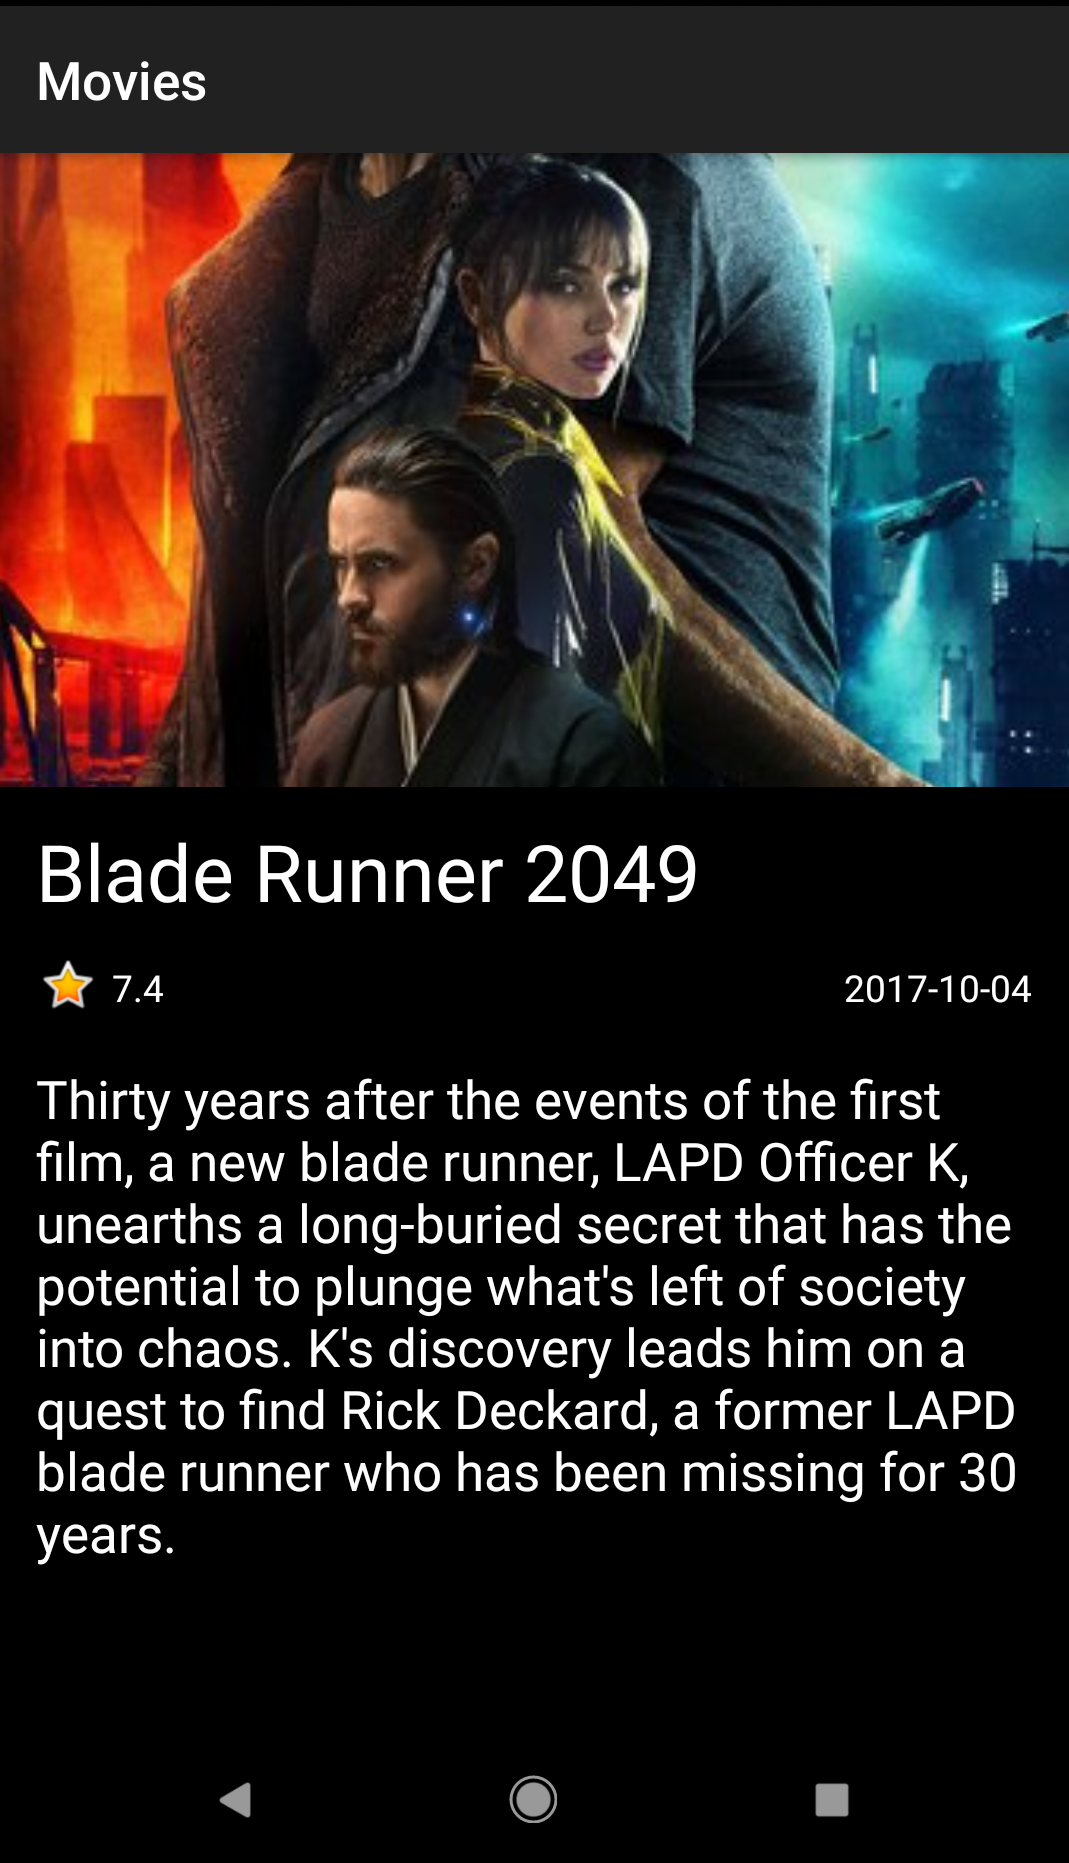 Movies
Blade Runner 2049
7.4
2017-10-04
Thirty years after the events of the first
film, a new blade runner, LAPD Officer K,
unearths a long-buried secret that has the
potential to plunge what's left of society
into chaos. K's discovery leads him on a
quest to find Rick Deckard, a former LAPD
blade runner who has been missing for 30
years.